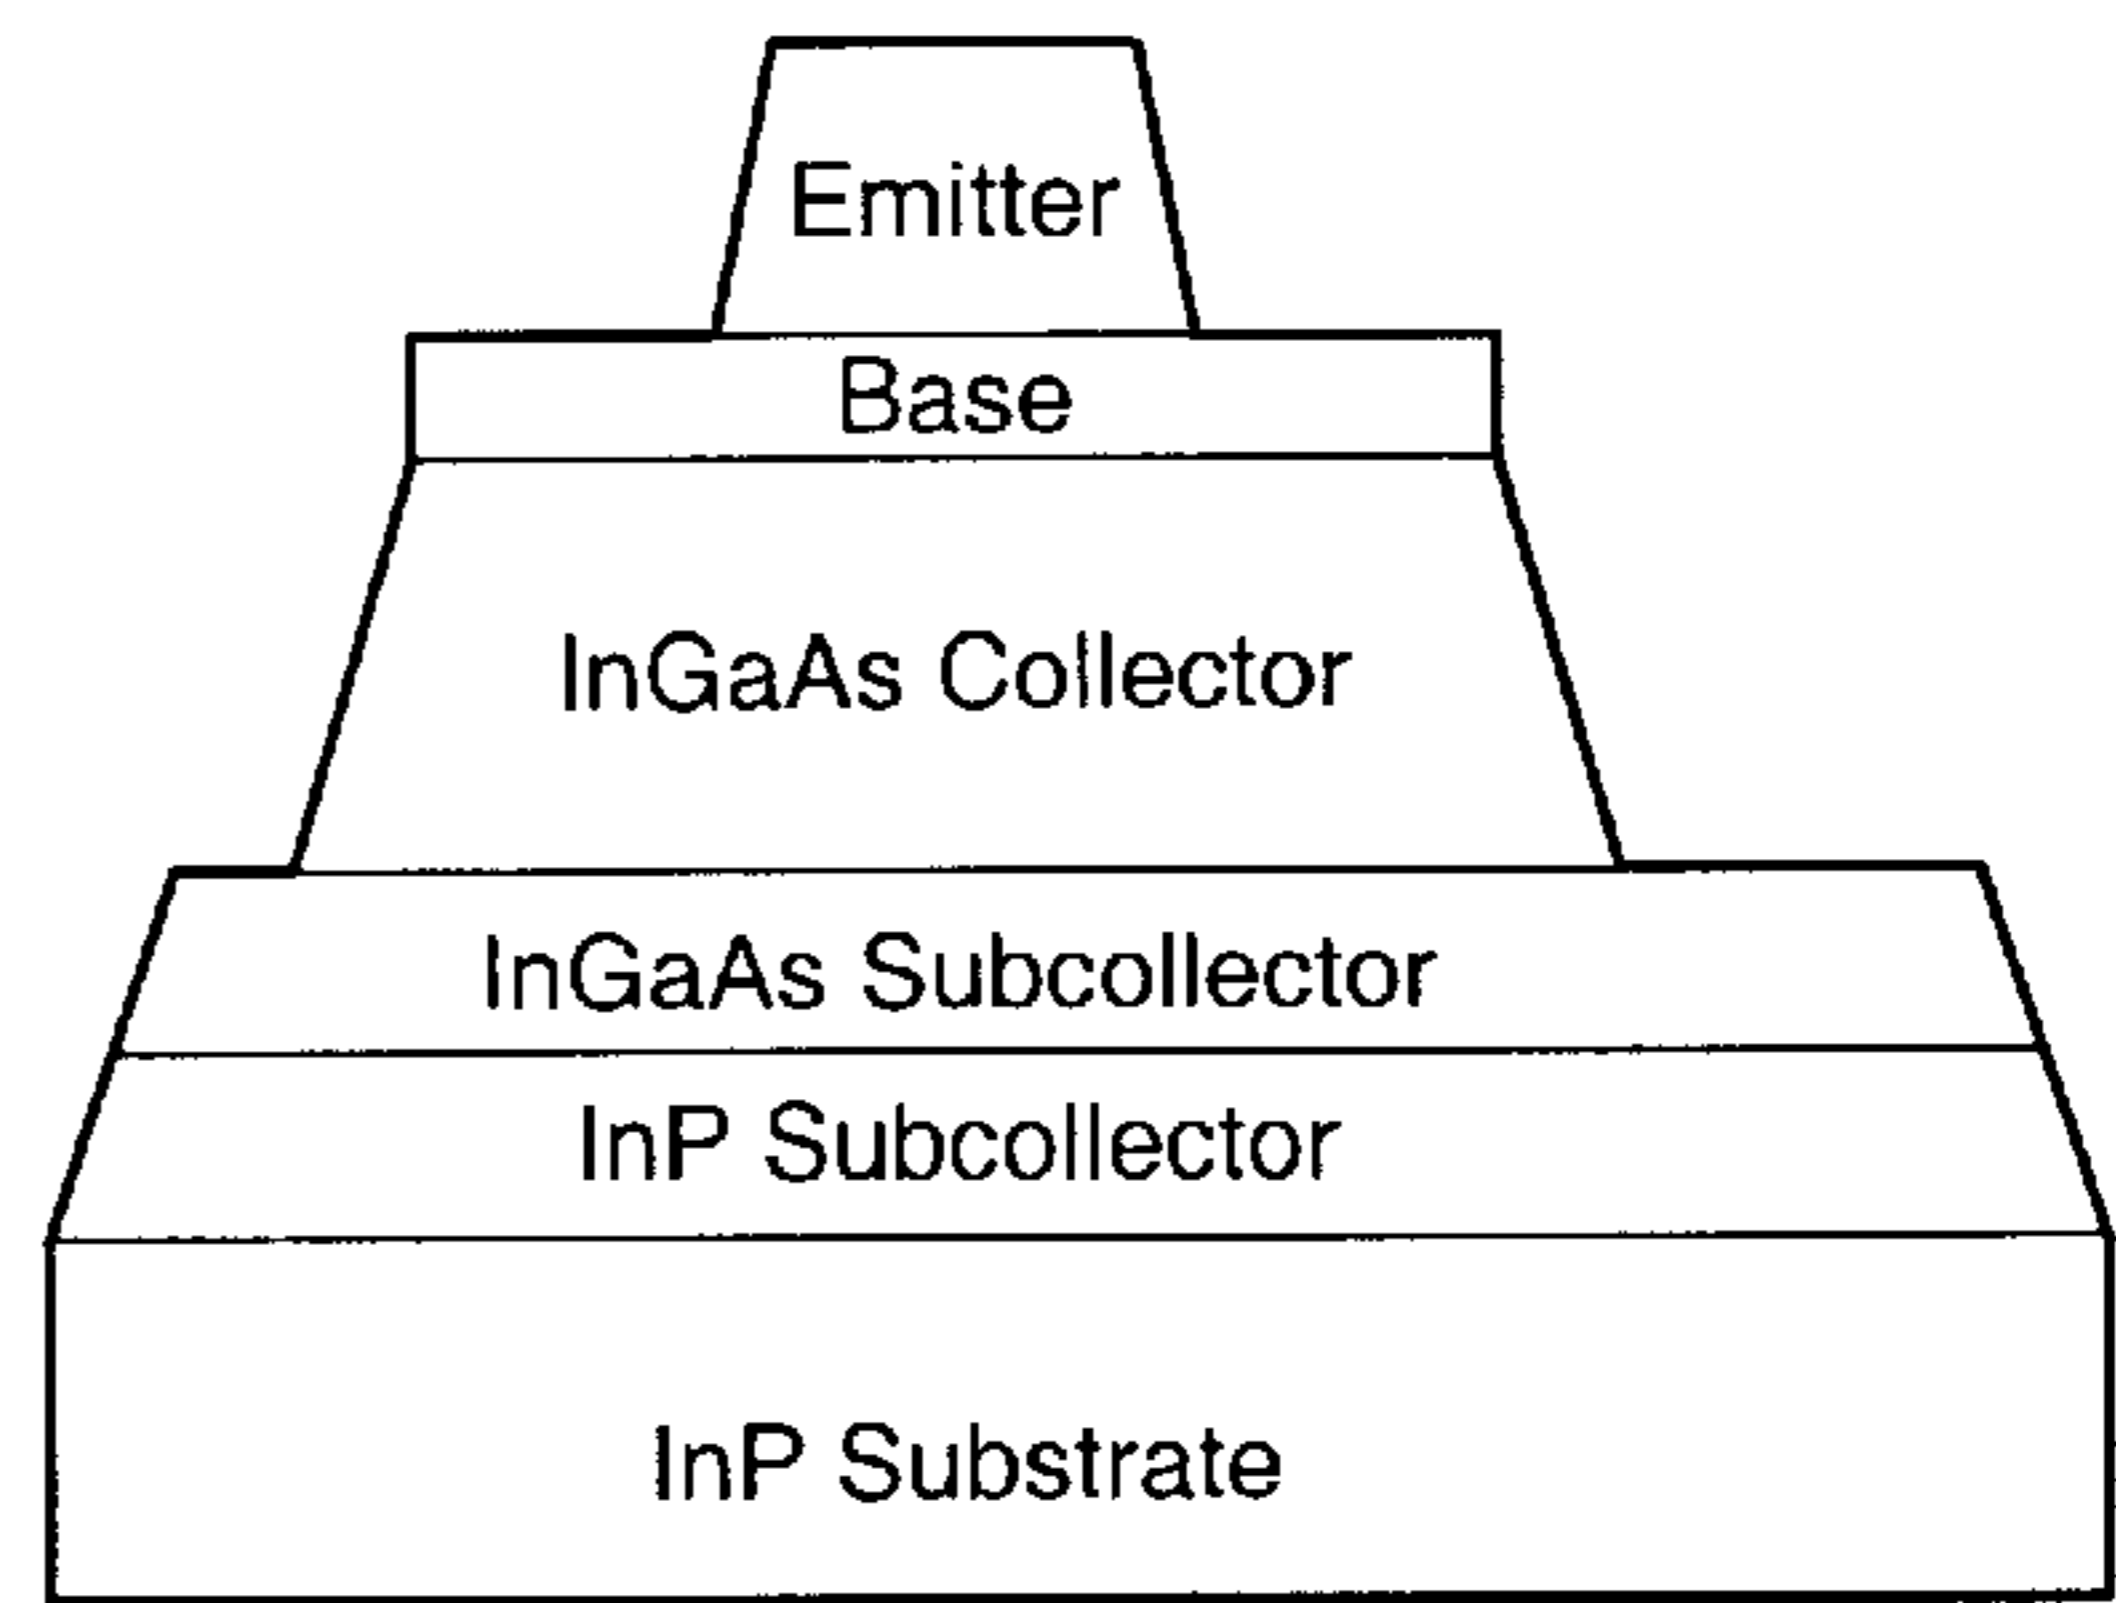 Emitter
Base
InGaAs Collector
InGaAs Subcollector
InP Subcollector
InP Substrate